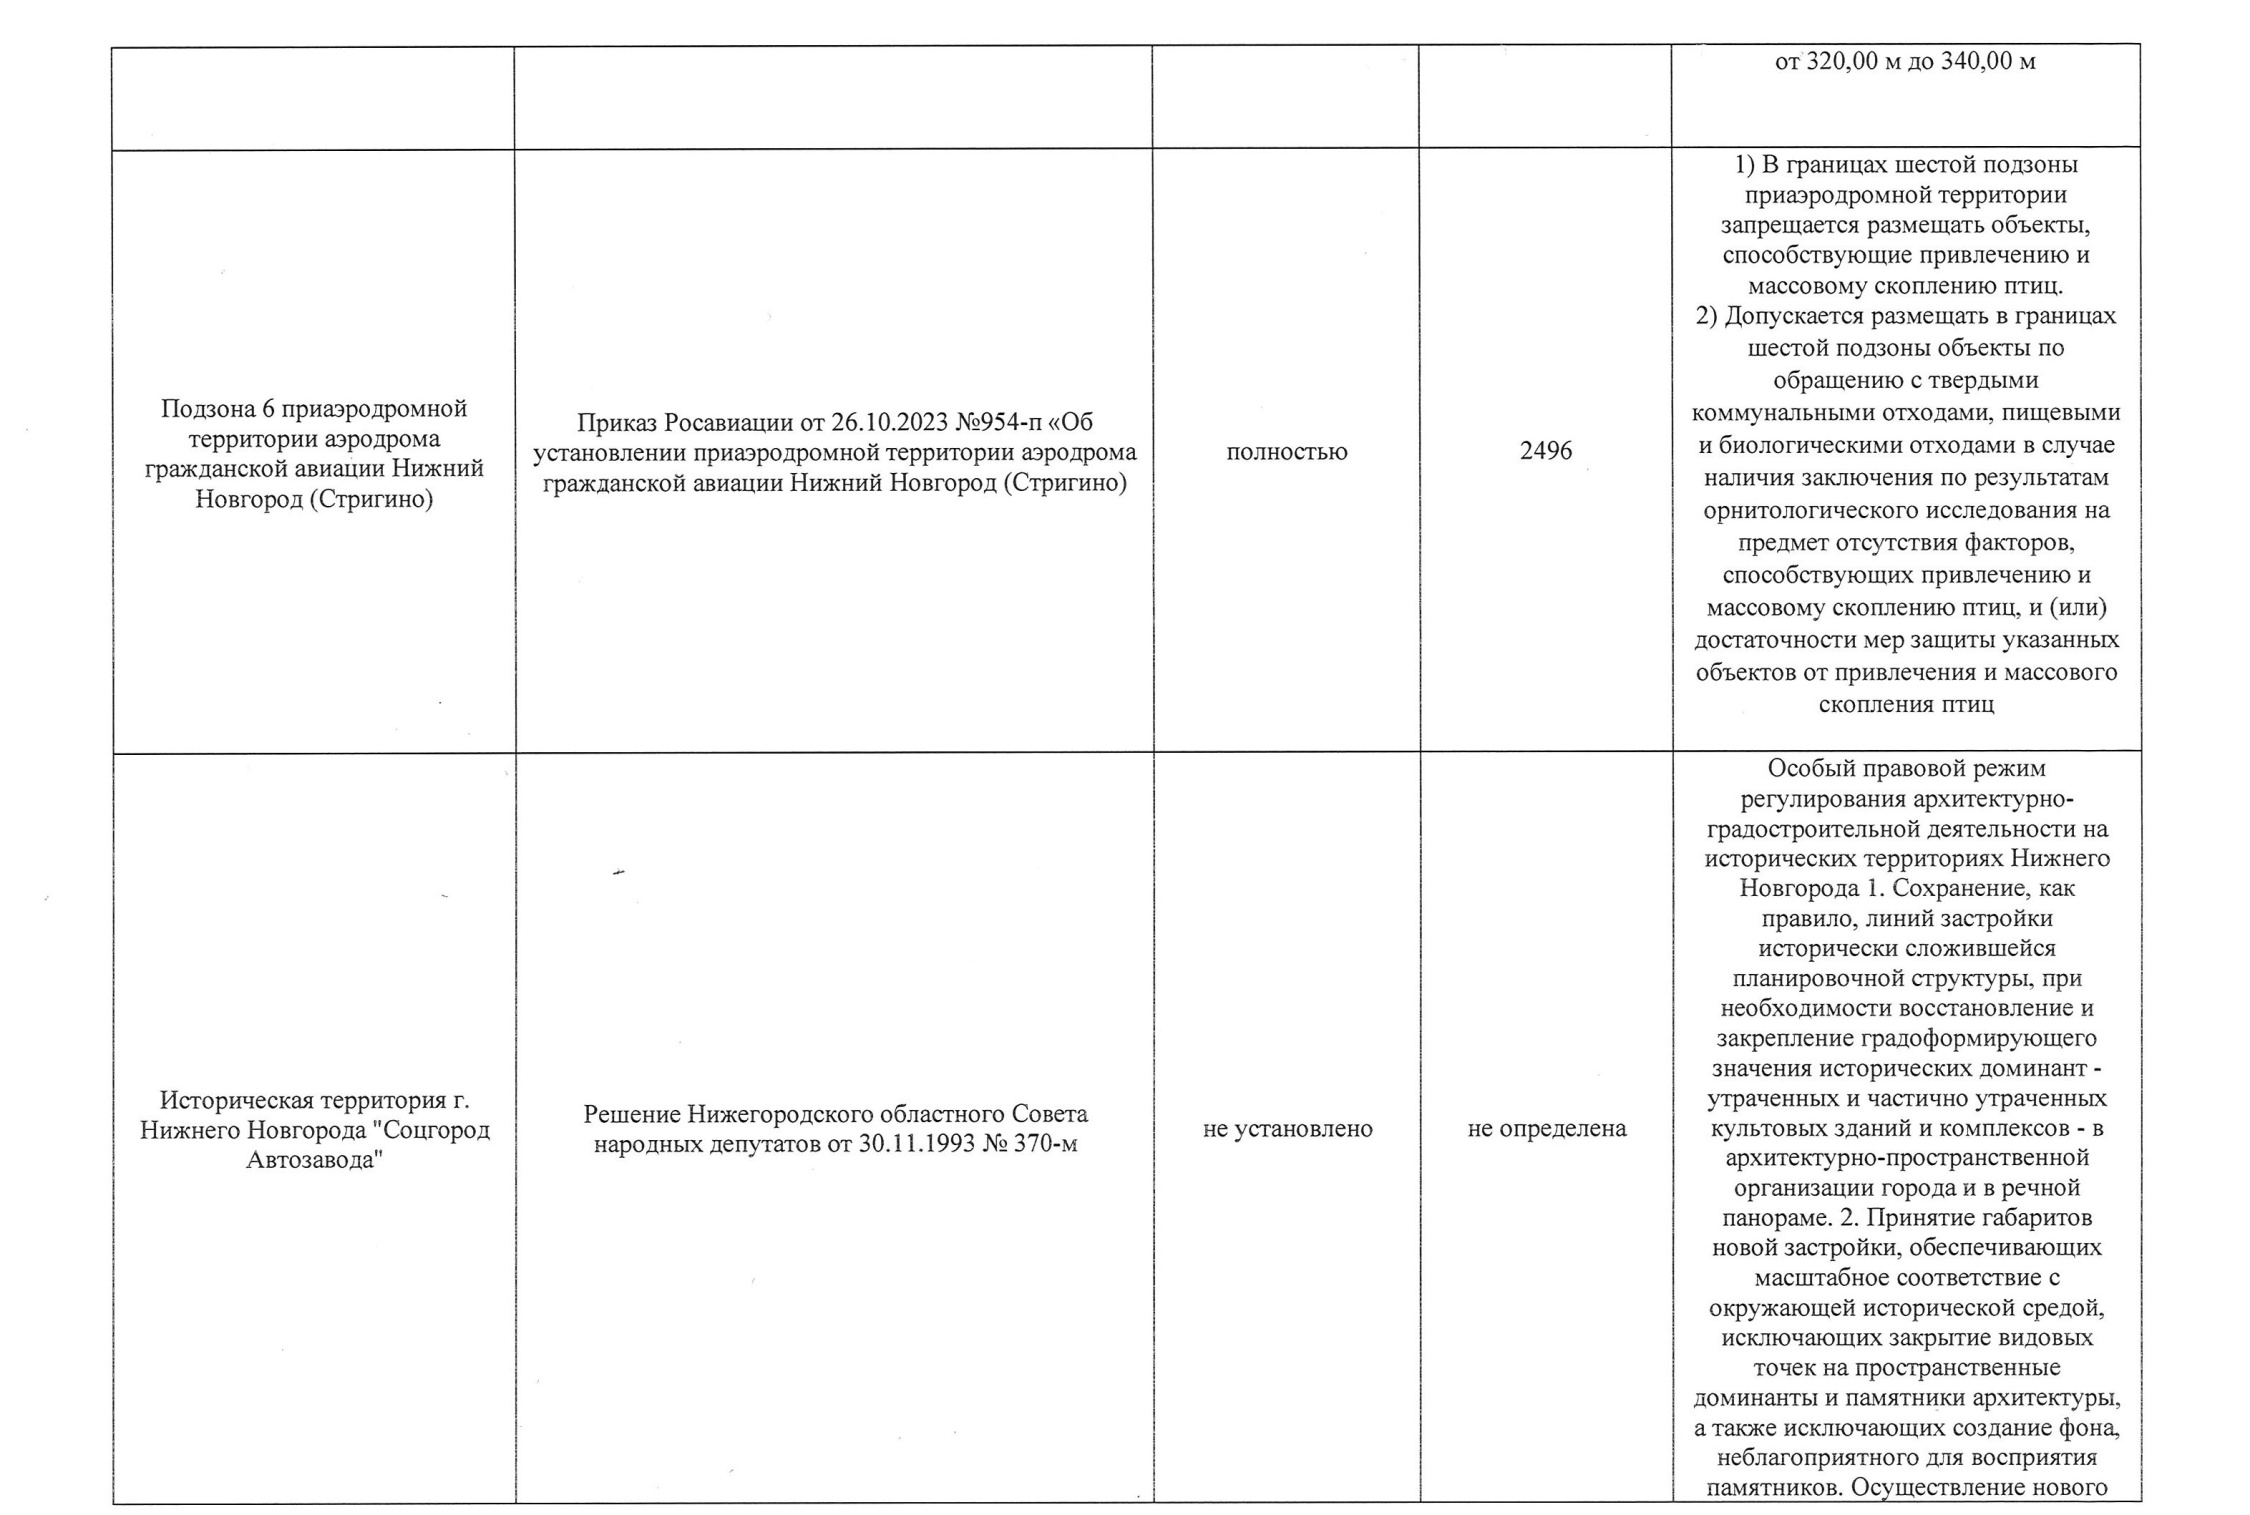 от 320,00 м до 340,00 м
Подзона 6 приаэродромной
территории аэродрома
гражданской авиации Нижний
Новгород (Стригино)
Приказ Росавиации от 26.10.2023 №954-п «Об
установлении приаэродромной территории аэродрома
гражданской авиации Нижний Новгород (Стригино)
полностью
2496
1) В границах шестой подзоны
приаэродромной территории
запрещается размещать объекты,
способствующие привлечению и
массовому скоплению птиц.
2) Допускается размещать в границах
шестой подзоны объекты по
обращению с твердыми
коммунальными отходами, пищевыми
и биологическими отходами в случае
наличия заключения по результатам
орнитологического исследования на
предмет отсутствия факторов,
способствующих привлечению и
массовому скоплению птиц, и (или)
достаточности мер защиты указанных
объектов от привлечения и массового
скопления птиц
Историческая территория г.
Нижнего Новгорода "Соцгород
Автозавода"
Решение Нижегородского областного Совета
народных депутатов от 30.11.1993 № 370-м
не установлено
не определена
Особый правовой режим
регулирования архитектурно-
градостроительной деятельности на
исторических территориях Нижнего
Новгорода 1. Сохранение, как
правило, линий застройки
исторически сложившейся
планировочной структуры, при
необходимости восстановление и
закрепление градоформирующего
значения исторических доминант -
утраченных и частично утраченных
культовых зданий и комплексов - в
архитектурно-пространственной
организации города и в речной
панораме. 2. Принятие габаритов
новой застройки, обеспечивающих
масштабное соответствие с
окружающей исторической средой,
исключающих закрытие видовых
точек на пространственные
доминанты и памятники архитектуры,
а также исключающих создание фона,
неблагоприятного для восприятия
памятников. Осуществление нового